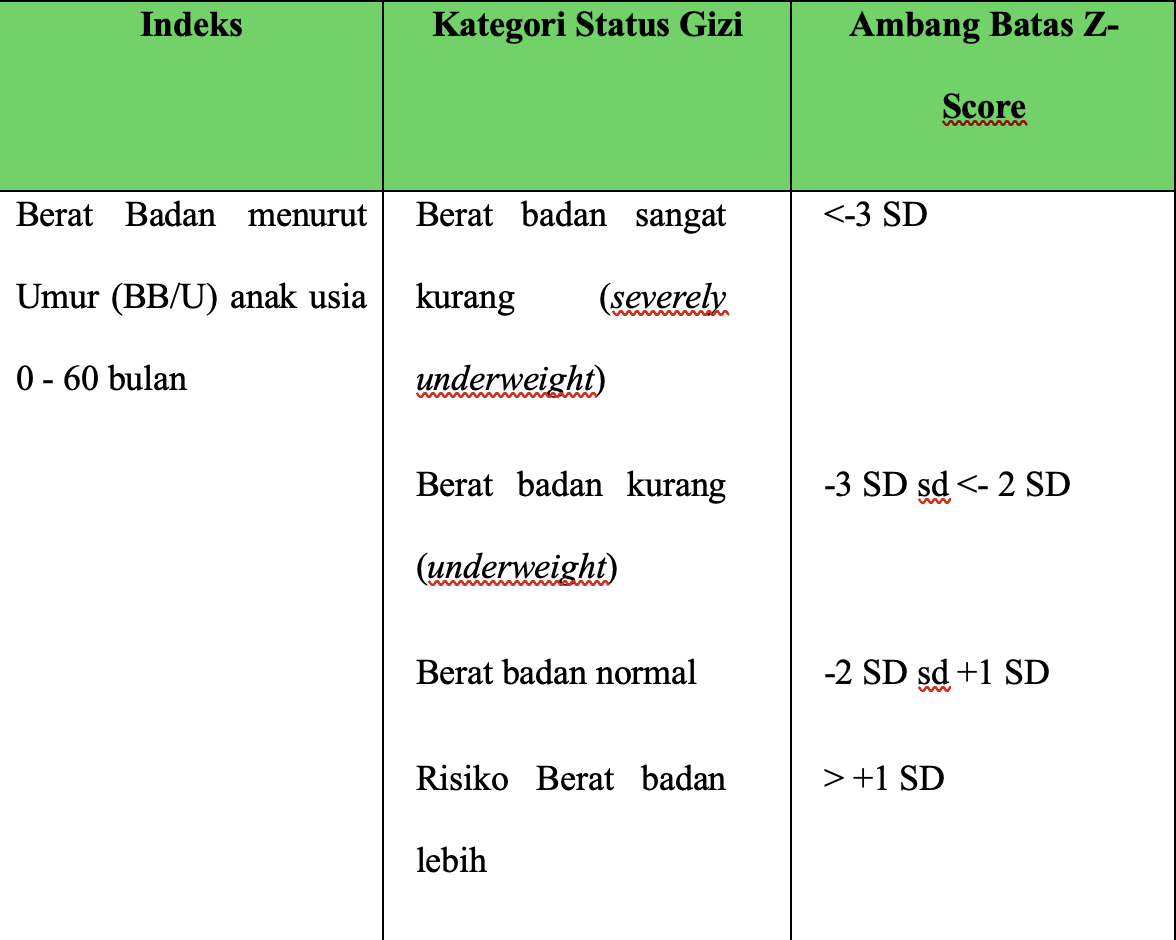 Indeks
Kategori Status Gizi
Ambang Batas Z-
Score
Berat Badan menurut
Umur (BB/U) anak usia
0 - 60 bulan
Berat badan sangat
kurang (severely
underweight)
<-3 SD
Berat badan kurang
(underweight)
-3 SD sd <- 2 SD
Berat badan normal
-2 SD sd +1 SD
Risiko Berat badan
lebih
> +1 SD